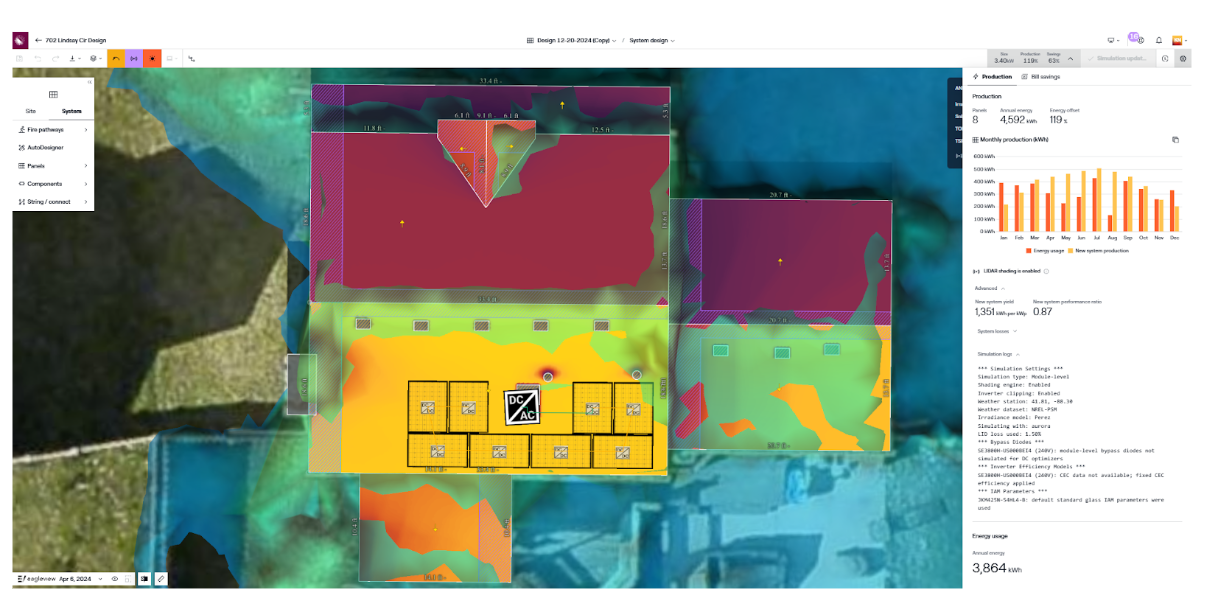 ← 702 Lindsay Cir Design
Design 12-20-2024 (Copy) / System design
Size Production Savings
3.40kW 119% 63%
Simulation updat...
Site System
Fire pathways
AutoDesigner
Panels
Components
String / connect
22.4 ft
6.1 ft 9.1 ft 6.1 ft
11.8 ft 12.5 ft
20.7 ft
20.7 ft
DC
AC
eagleview Apr 6, 2024
Production Bill savings
Production
Panels Annual energy Energy offset
8 4,592 kWh 119 %
Monthly production (kWh)
600 kWh
500 kWh
400 kWh
300 kWh
200 kWh
100 kWh
0 kWh
Jan Feb Mar Apr May Jun Jul Aug Sep Oct Nov Dec
Energy usage New system production
LIDAR shading is enabled
Advanced
New system yield New system performance ratio
1,351 kWh per kWp 0.87
System losses
Simulation logs
*** Simulation Settings ***
Simulation type: Module-level
Shading engine: Enabled
Inverter clipping: Enabled
Weather station: 41.81, -88.30
Weather dataset: NREL-PSM
Irradiance model: Perez
Simulating with: aurora
LID loss used: 1.50%
*** Bypass Diodes ***
SE3800H-US000BEI4 (240V): module-level bypass diodes not
simulated for DC optimizers
*** Inverter Efficiency Models ***
SE3800H-US000BEI4 (240V): CEC data not available; fixed CEC
efficiency applied
*** IAM Parameters ***
default standard glass IAM parameters were
used
Energy usage
Annual energy
3,864 kWh